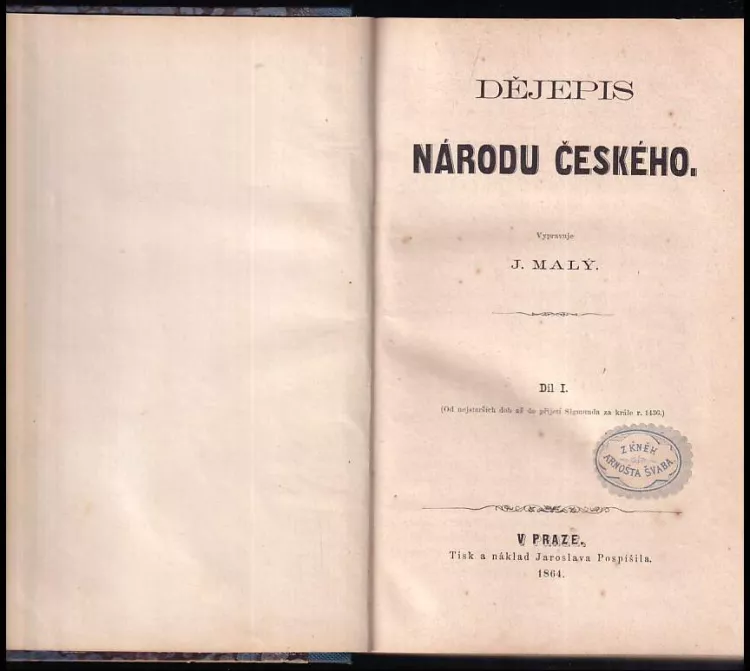 DĚJEPIS
NÁRODU ČESKÉHO.
Vypravuje
J. MALÝ.
Díl I.
(Od nejstarších dob až do přijetí Sigmunda za krále r. 1436.)
Z KNĚH
ARNOŠTA ŠVABA.
V PRAZE.
Tisk a náklad Jaroslava Pospíšila.
1864.